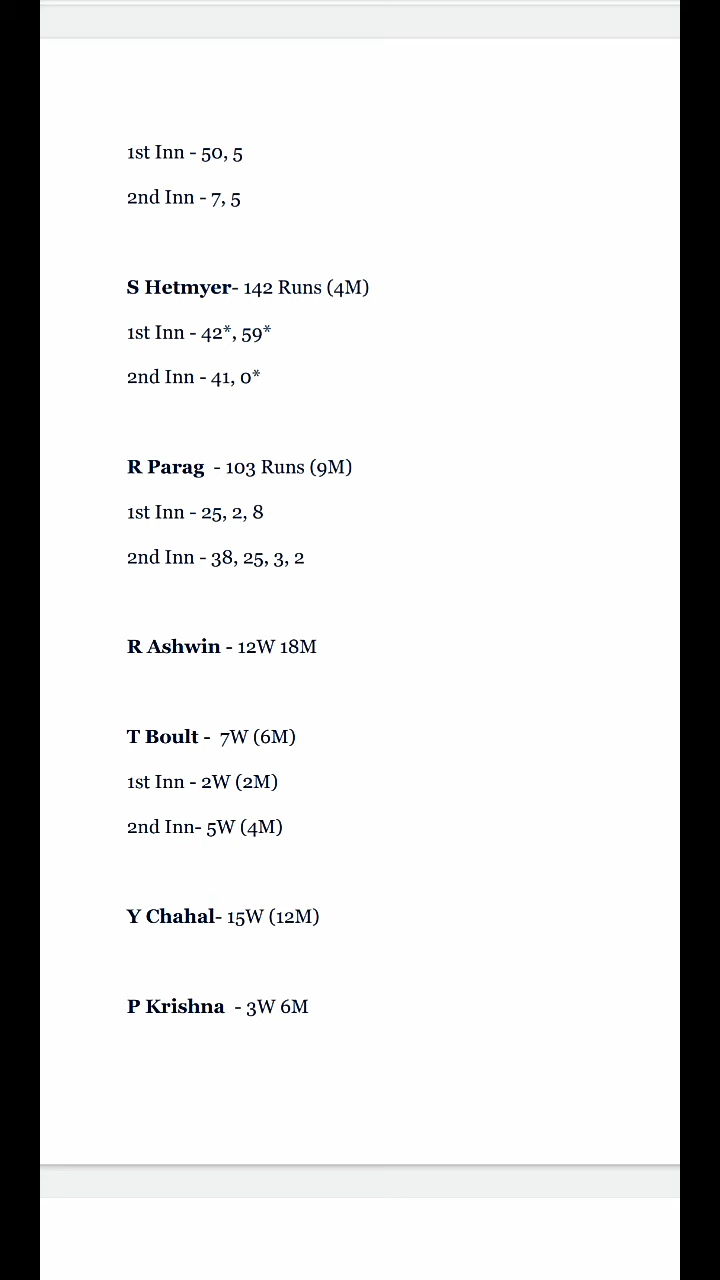 1st Inn - 50, 5
2nd Inn - 7, 5
S Hetmyer- 142 Runs (4M)
1st Inn - 42*, 59*
2nd Inn - 41, 0*
R Parag  - 103 Runs (9M)
1st Inn - 25, 2, 8
2nd Inn - 38, 25, 3, 2
R Ashwin - 12W 18M
T Boult -  7W (6M)
1st Inn - 2W (2M)
2nd Inn- 5W (4M)
Y Chahal- 15W (12M)
P Krishna  - 3W 6M